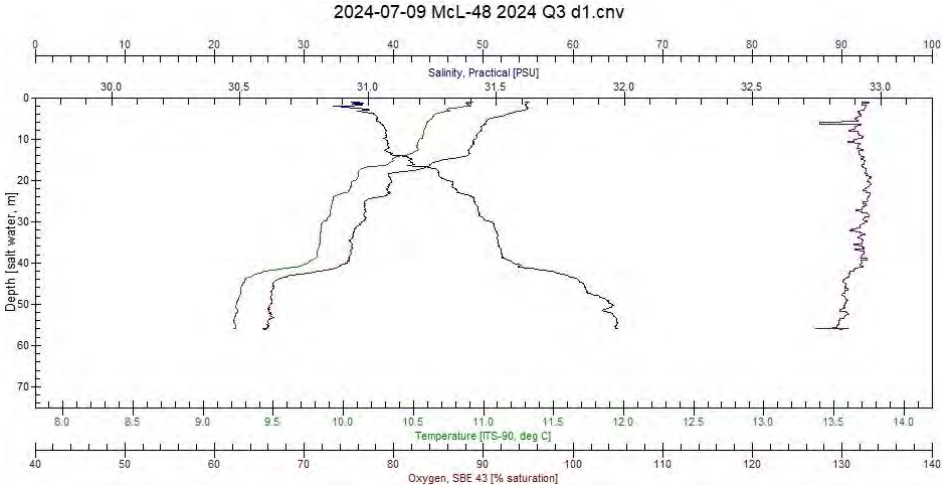 2024-07-09 McL-48 2024 Q3 d1.cnv
0 10 20 30 40 50 60 70 80 90 100
Salinity, Practical [PSU]
30.0 30.5 31.0 31.5 32.0 32.5 33.0
0
10
20
30
40
50
60
70
Depth [salt water, m]
8.0 8.5 9.0 9.5 10.0 10.5 11.0 11.5 12.0 12.5 13.0 13.5 14.0
Temperature [ITS-90, deg C]
40 50 60 70 80 90 100 110 120 130 140
Oxygen, SBE 43 [% saturation]